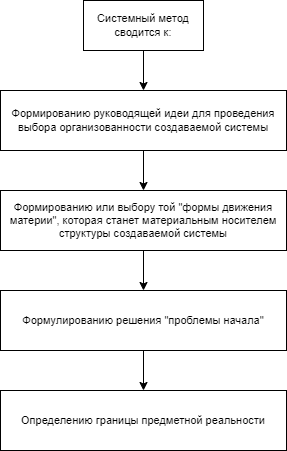 Системный метод
сводится к:
Формированию руководящей идеи для проведения
выбора организованности создаваемой системы
Формированию или выбору той "формы движения
материи", которая станет материальным носителем
структуры создаваемой системы
Формулированию решения "проблемы начала"
Определению границы предметной реальности